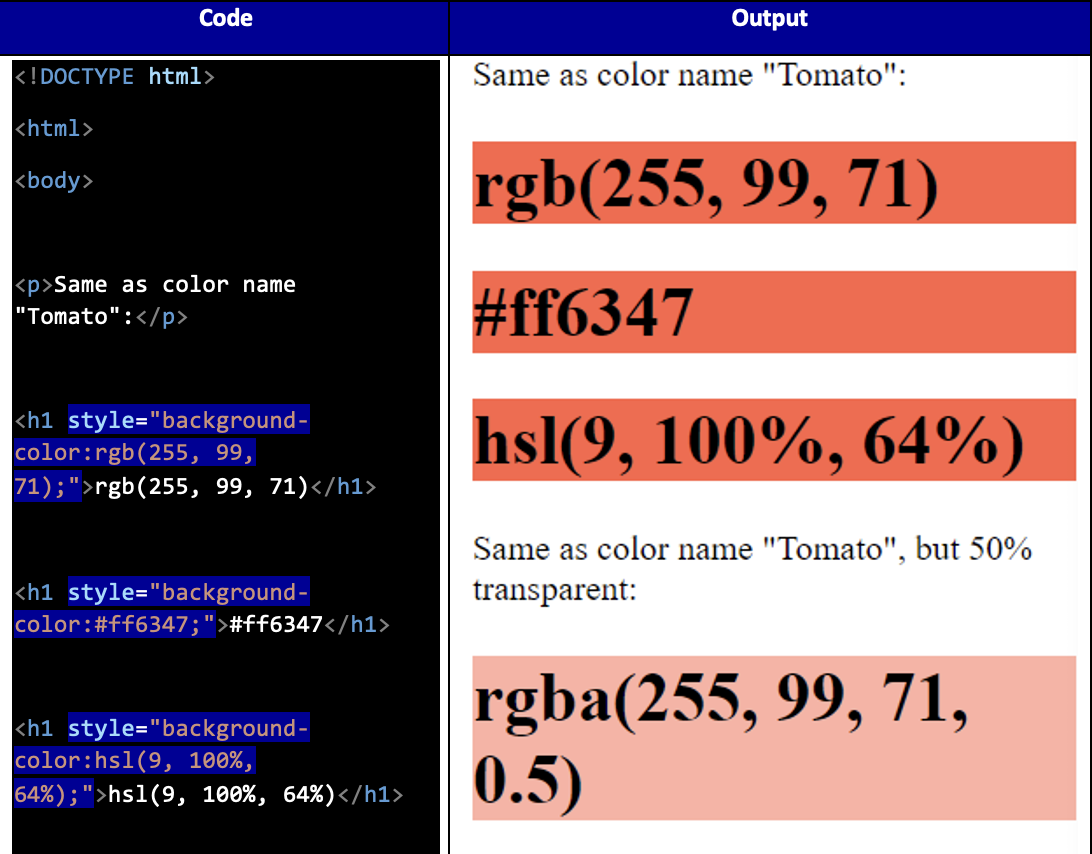 Code
<!DOCTYPE html>
<html>
<body>
<p>Same as color name
"Tomato":</p>
<h1 style="background-
color:rgb(255, 99,
71);">rgb(255, 99, 71)</h1>
<h1 style="background-
color:#ff6347;">#ff6347</h1>
<h1 style="background-
color:hsl(9, 100%,
64%);">hsl(9, 100%, 64%)</h1>
Output
Same as color name "Tomato":
rgb(255, 99, 71)
#ff6347
hsl(9, 100%, 64%)
Same as color name "Tomato", but 50%
transparent:
rgba(255, 99, 71,
0.5)